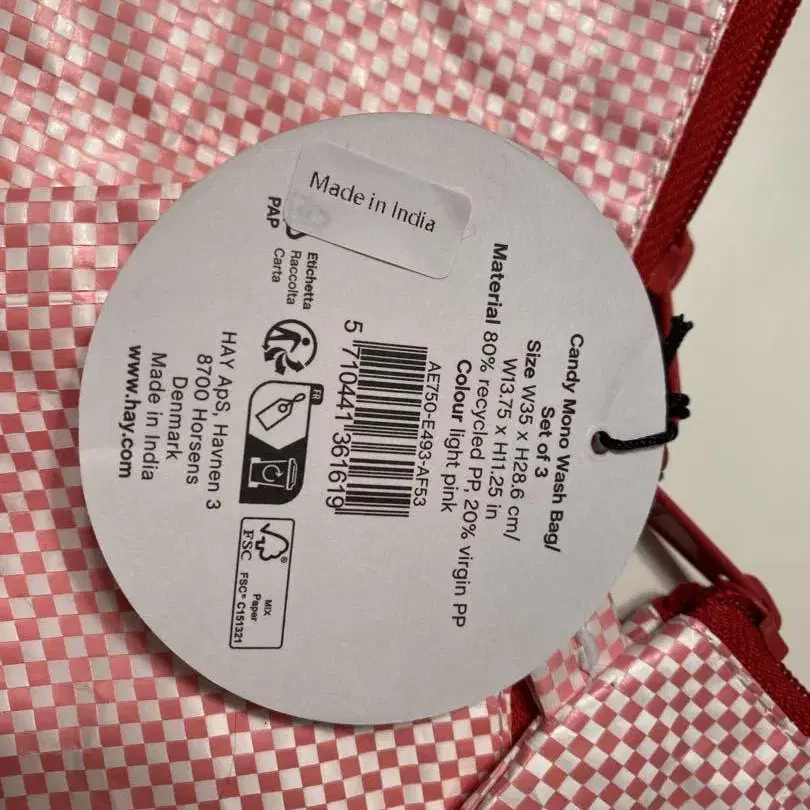 Candy Mono Wash Bag/
Set of 3
Size W35 x H28.6 cm/
W13.75 x H11.25 in
Material 80% recycled PP, 20% virgin PP
Colour light pink
AE750-E493-AF53
5 710441 361619
Made in India
PAP
Etichetta
Raccolta
Carta
FR
FSC
MIX
Paper
FSC® C151321
HAY ApS, Havnen 3
8700 Horsens
Denmark
Made in India
www.hay.com